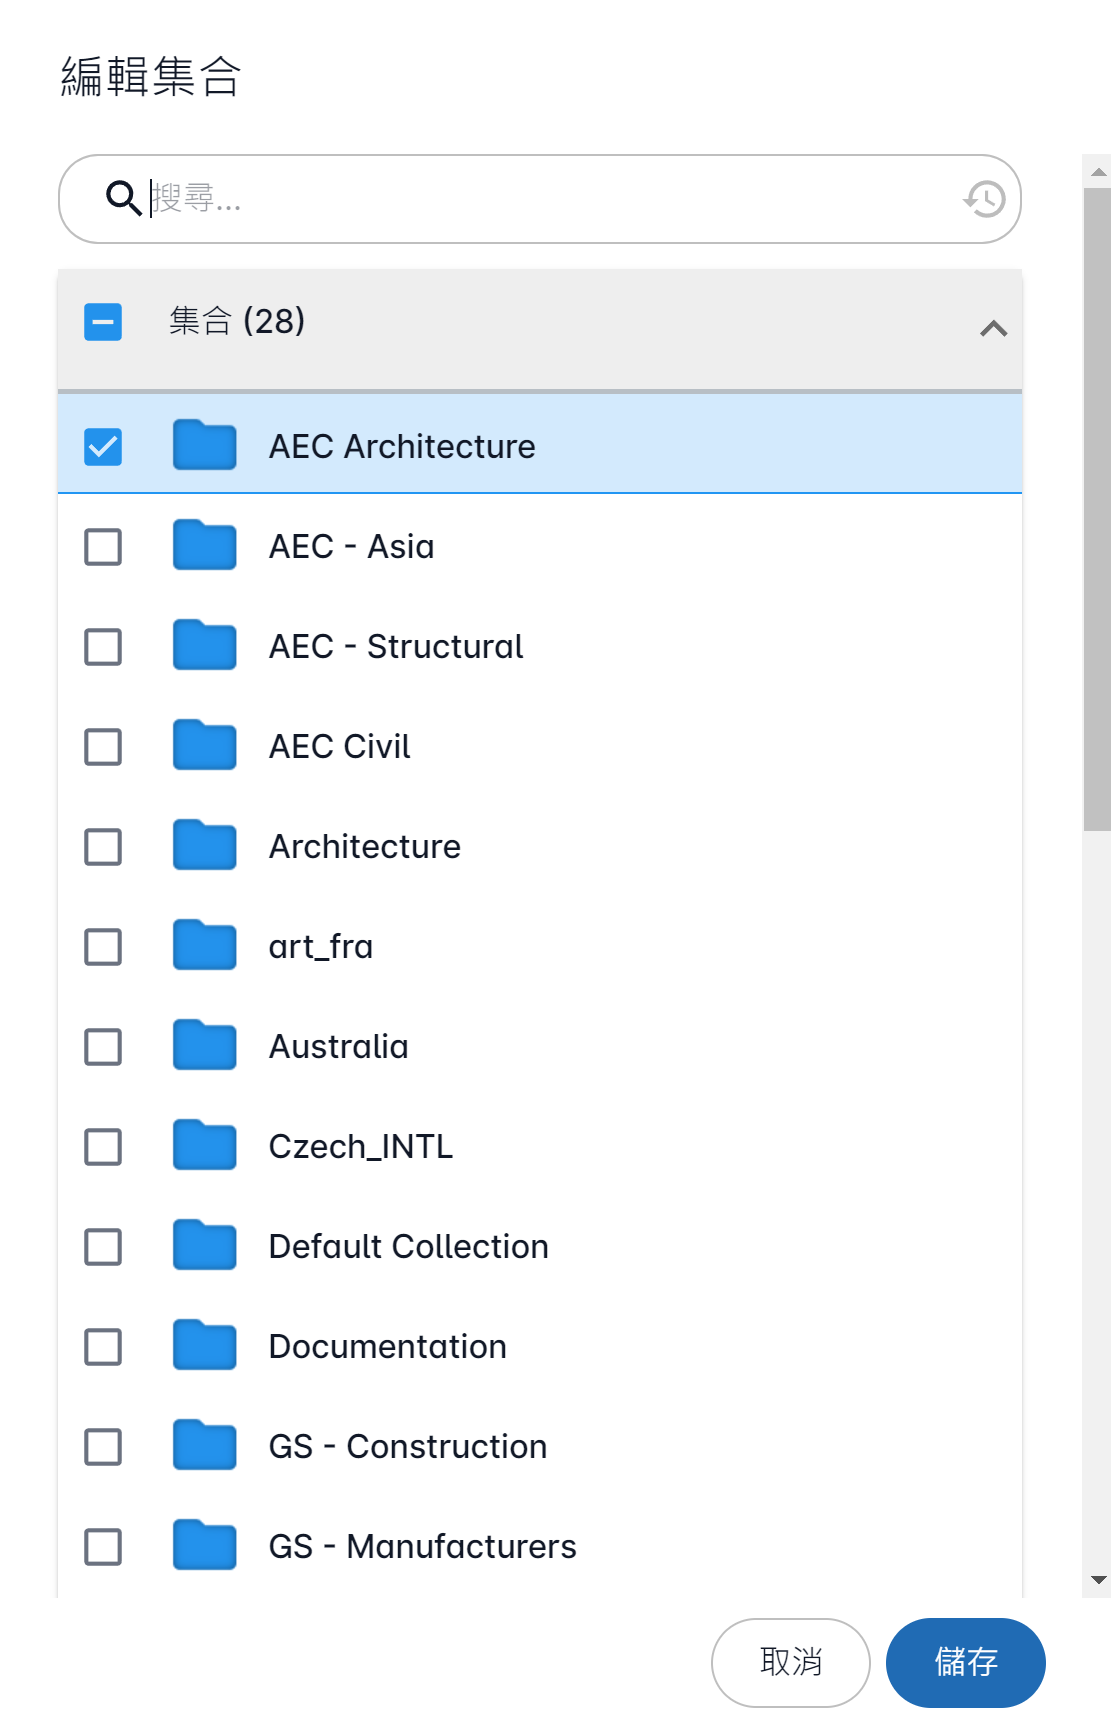 編輯集合
搜尋...
集合 (28)
AEC Architecture
AEC - Asia
AEC - Structural
AEC Civil
Architecture
art_fra
Australia
Czech_INTL
Default Collection
Documentation
GS - Construction
GS - Manufacturers
取消
儲存